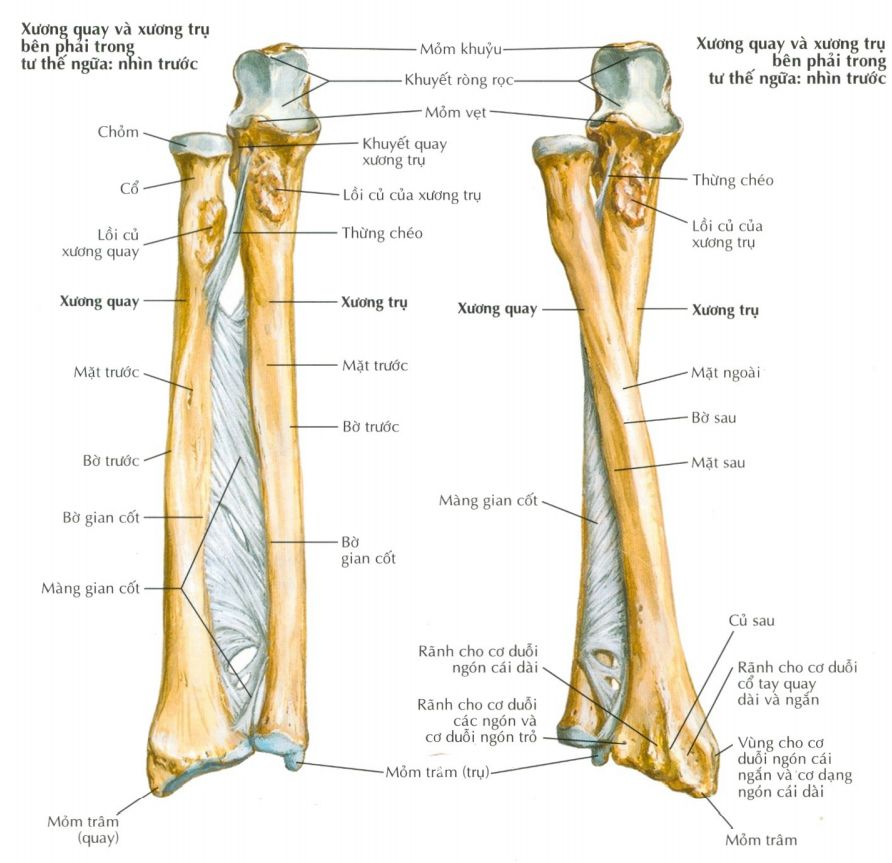 Xương quay và xương trụ
bên phải trong
tư thế ngữa: nhìn trước
Xương quay và xương trụ
bên phải trong
tư thế ngữa: nhìn trước
Mỏm khuỷu
Khuyết ròng rọc
Mỏm vẹt
Chỏm
Khuyết quay
xương trụ
Cổ
Lồi củ của xương trụ
Lồi củ
xương quay
Thừng chéo
Xương quay
Xương trụ
Mặt trước
Mặt trước
Bờ trước
Bờ trước
Bờ gian cốt
Bờ
gian cốt
Màng gian cốt
Mỏm trâm (trụ)
Mỏm trâm
(quay)
Thừng chéo
Lồi củ của
xương trụ
Xương quay
Xương trụ
Mặt ngoài
Bờ sau
Mặt sau
Màng gian cốt
Củ sau
Rãnh cho cơ duỗi
ngón cái dài
Rãnh cho cơ duỗi
cổ tay quay
dài và ngắn
Rãnh cho cơ duỗi
các ngón và
cơ duỗi ngón trỏ
Vùng cho cơ
duỗi ngón cái
ngắn và cơ dạng
ngón cái dài
Mỏm trâm